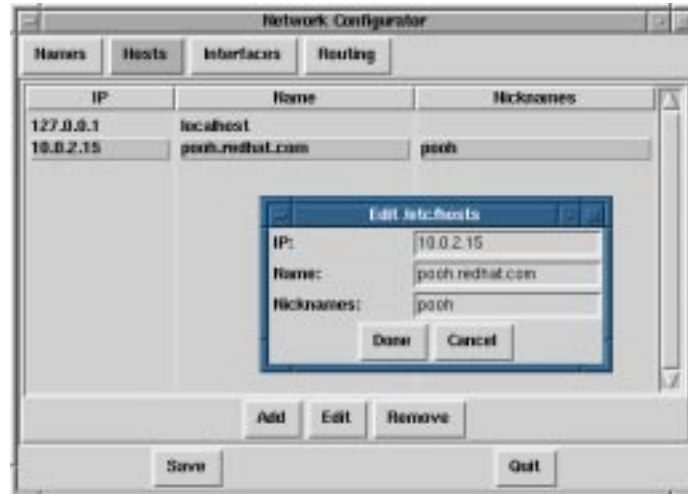 Network Configurator
Names Hosts Interfaces Routing
IP Name Nicknames
127.0.0.1 localhost
10.0.2.15 pooh.redhat.com pooh
Edit /etc/hosts
IP: 10.0.2.15
Name: pooh.redhat.com
Nicknames: pooh
Done Cancel
Add Edit Remove
Save Quit